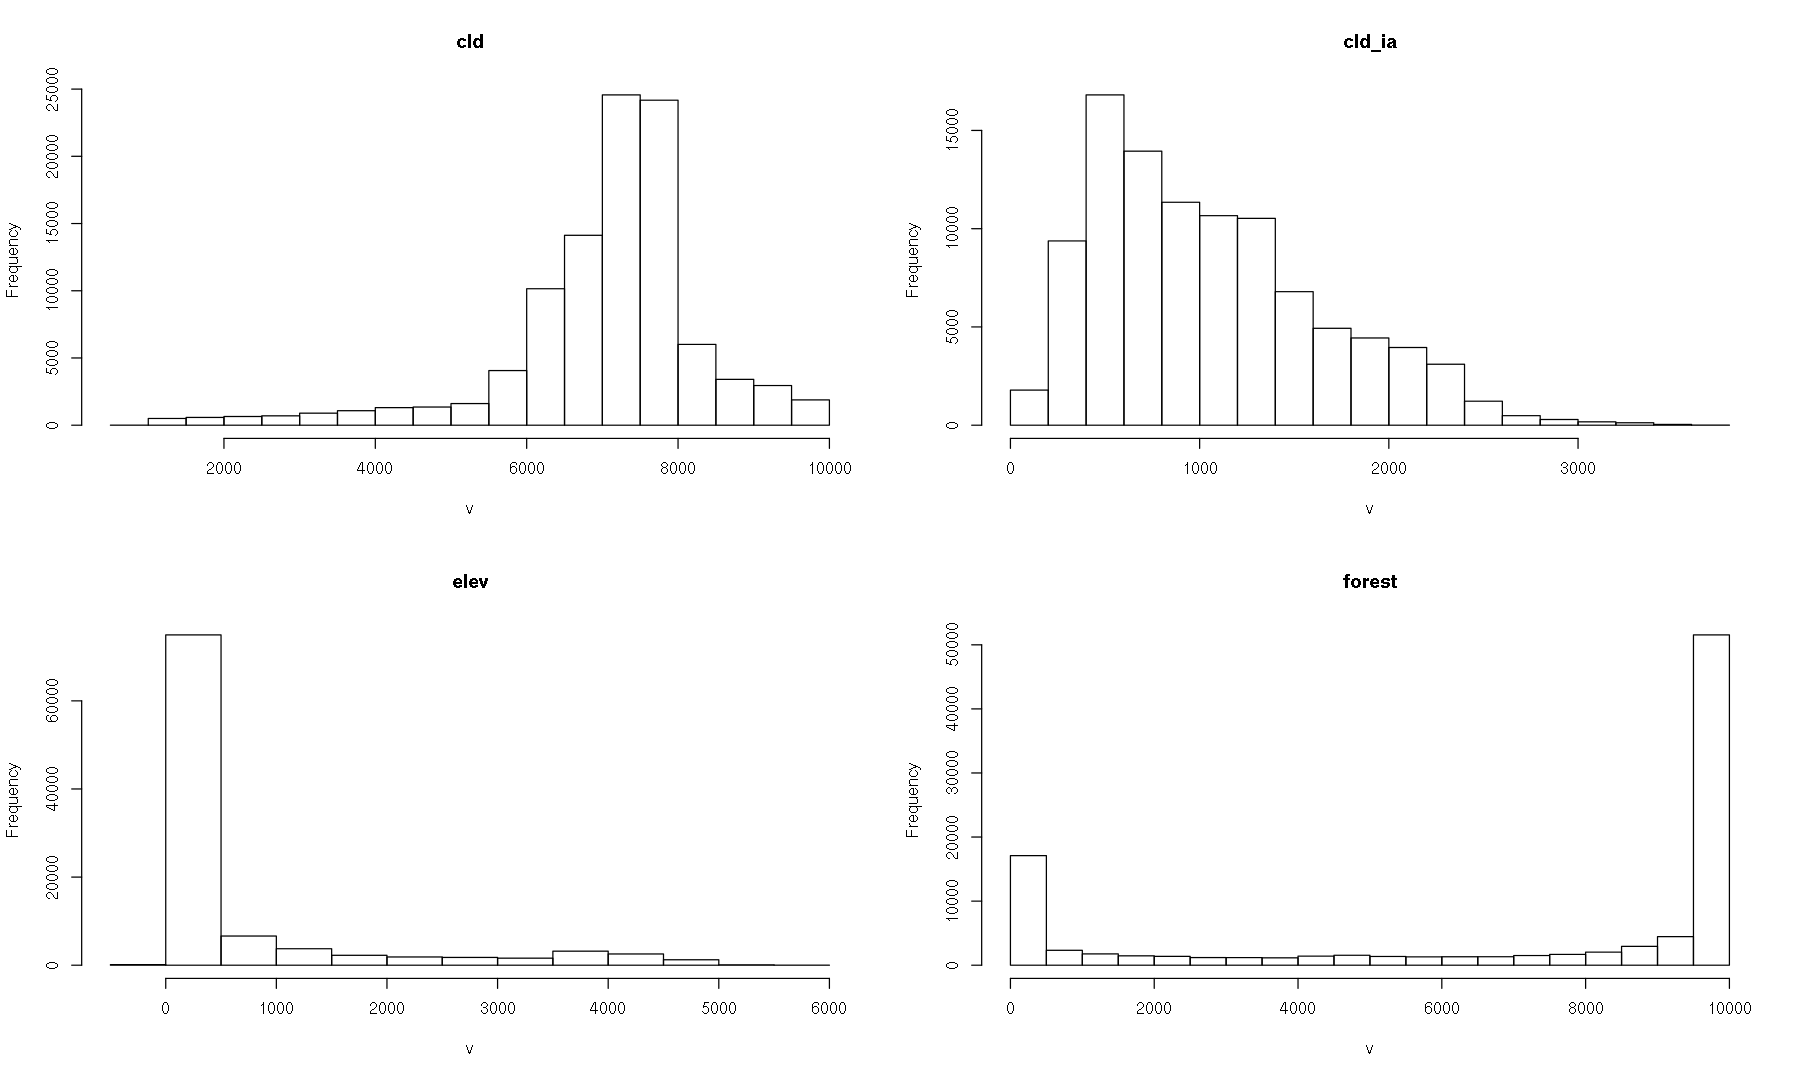 cld
Frequency
0 5000 10000 15000 20000 25000
2000 4000 6000 8000 10000
v
cld_ia
Frequency
0 5000 10000 15000
0 1000 2000 3000
v
elev
Frequency
0 20000 40000 60000
0 1000 2000 3000 4000 5000 6000
v
forest
Frequency
0 10000 20000 30000 40000 50000
0 2000 4000 6000 8000 10000
v